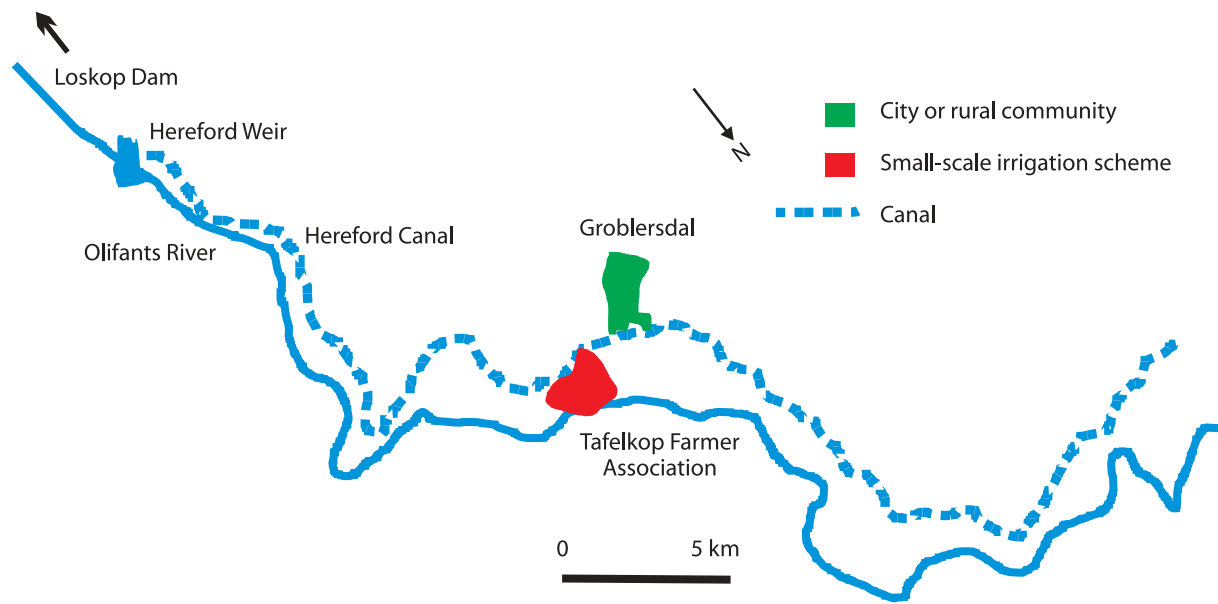 Loskop Dam
Hereford Weir
Olifants River
Hereford Canal
Groblersdal
Tafelkop Farmer
Association
N
City or rural community
Small-scale irrigation scheme
Canal
0 5 km